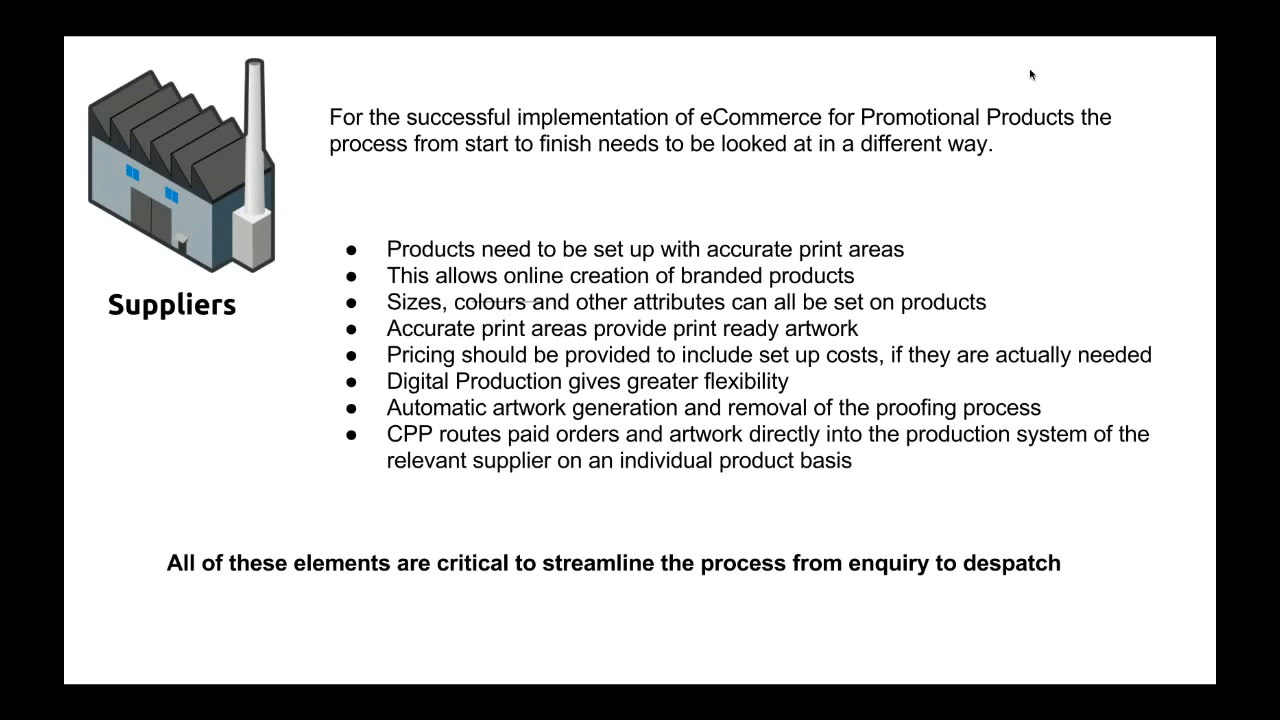 For the successful implementation of eCommerce for Promotional Products the
process from start to finish needs to be looked at in a different way.
Suppliers
● Products need to be set up with accurate print areas
● This allows online creation of branded products
● Sizes, colours and other attributes can all be set on products
● Accurate print areas provide print ready artwork
● Pricing should be provided to include set up costs, if they are actually needed
● Digital Production gives greater flexibility
● Automatic artwork generation and removal of the proofing process
● CPP routes paid orders and artwork directly into the production system of the
relevant supplier on an individual product basis
All of these elements are critical to streamline the process from enquiry to despatch